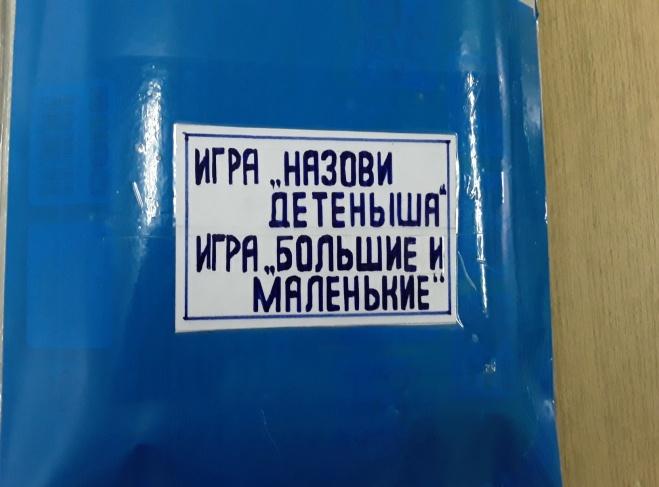 ИГРА „НАЗОВИ
ДЕТЕНЫША“
ИГРА „БОЛЬШИЕ И
МАЛЕНЬКИЕ“